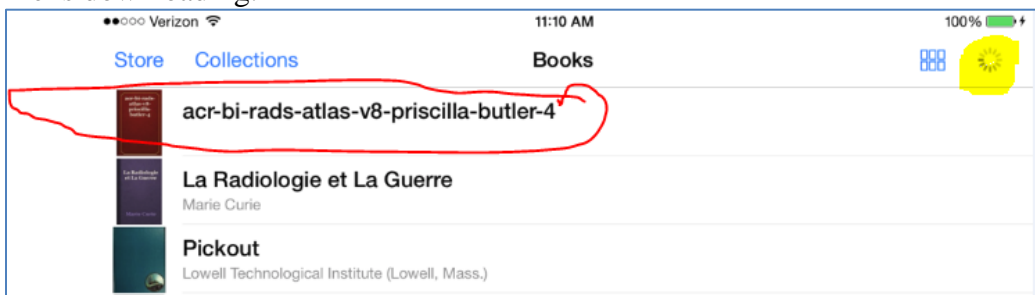 ●●○○○ Verizon 11:10 AM 100%
Store Collections Books
acr-bi-rads-atlas-v8-priscilla-butler-4
La Radiologie et La Guerre
Marie Curie
Pickout
Lowell Technological Institute (Lowell, Mass.)